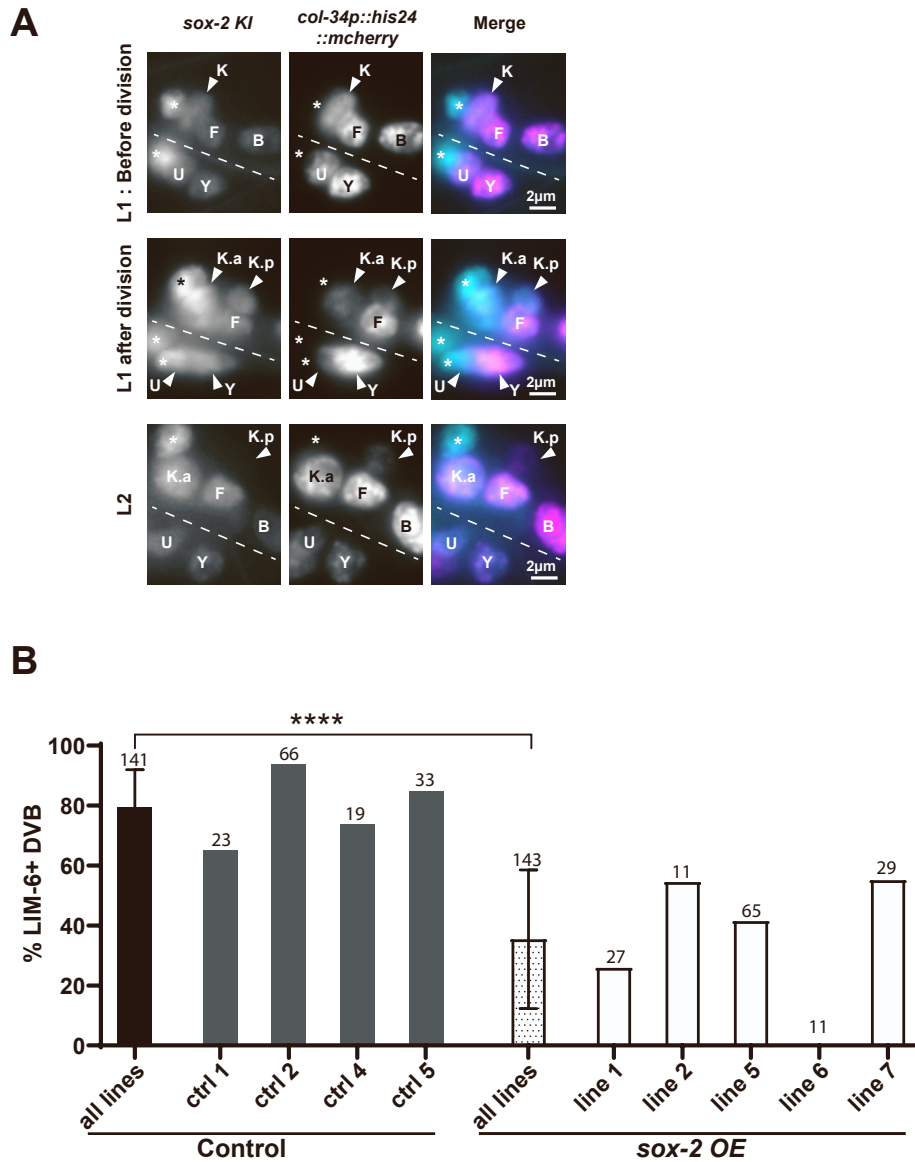 A
sox-2 KI
col-34p::his24
::mcherry
Merge
L1 : Before division
K
*
F
B
*
U
Y
K
*
F
B
*
U
Y
K
*
F
B
*
U
Y
2µm
L1 after division
K.a
K.p
*
F
*
*
U
Y
K.a
K.p
*
F
*
*
U
Y
K.a
K.p
*
F
*
*
U
Y
2µm
L2
*
K.p
K.a
F
B
U
Y
*
K.p
K.a
F
B
U
Y
*
K.p
K.a
F
B
U
Y
2µm
B
% LIM-6+ DVB
100
80
60
40
20
0
****
141
23
66
19
33
143
27
11
65
11
29
all lines
ctrl 1
ctrl 2
ctrl 4
ctrl 5
all lines
line 1
line 2
line 5
line 6
line 7
Control
sox-2 OE